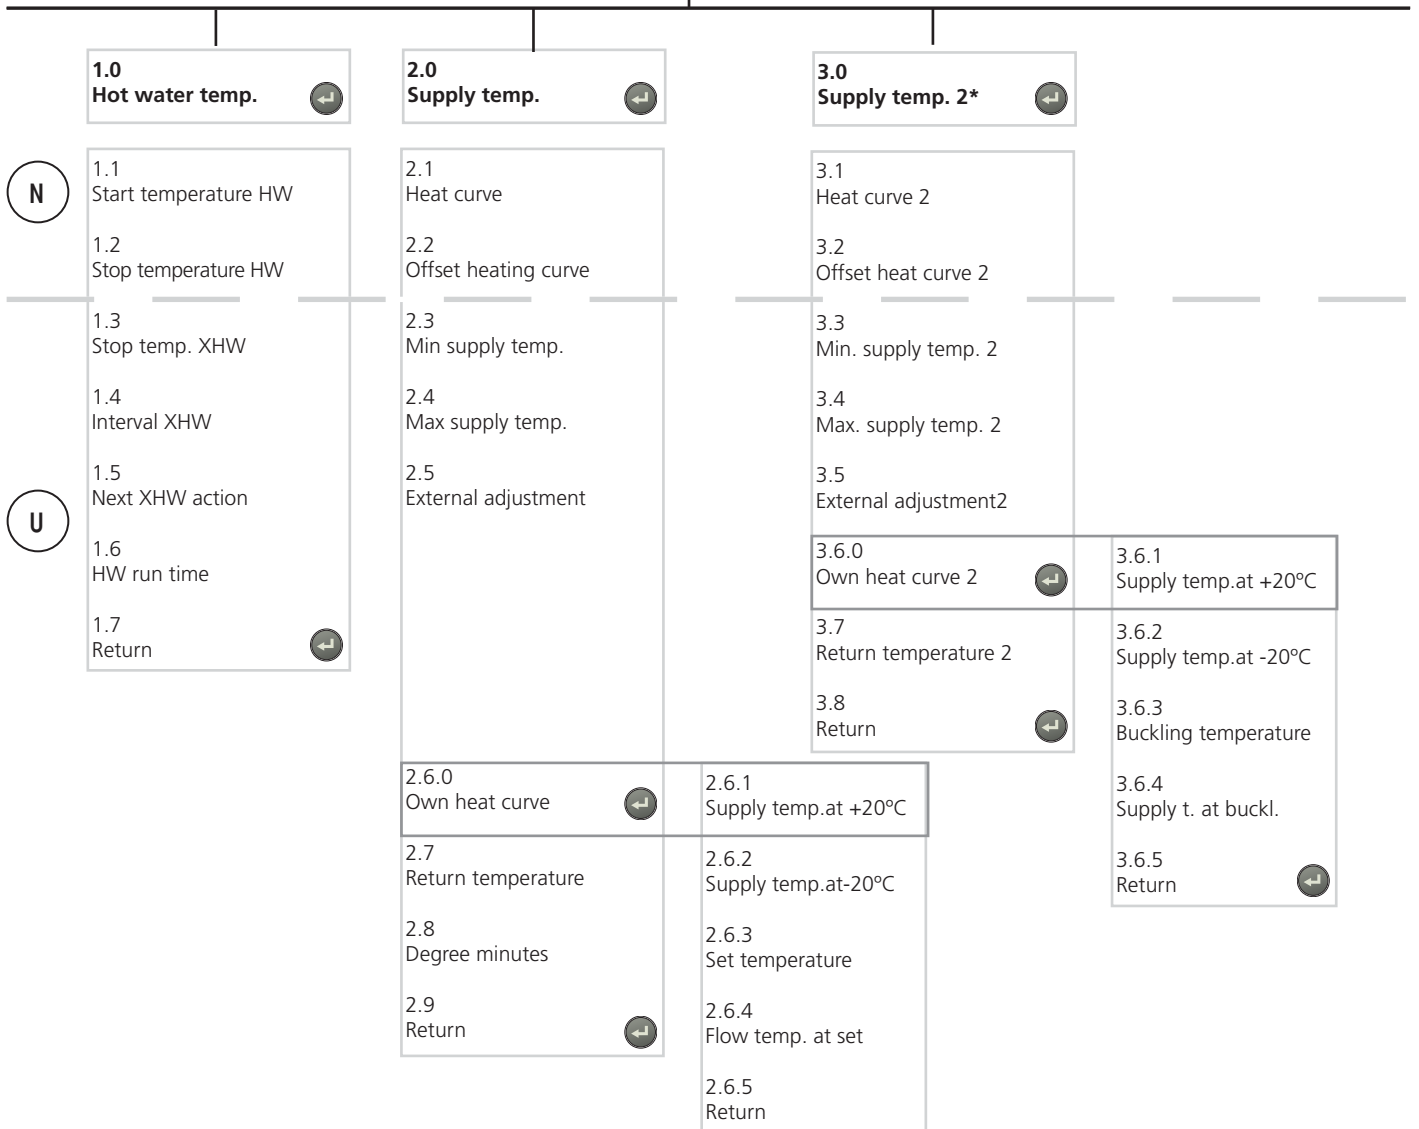 1.0
Hot water temp.
2.0
Supply temp.
3.0
Supply temp. 2*
N
U
1.1
Start temperature HW
1.2
Stop temperature HW
1.3
Stop temp. XHW
1.4
Interval XHW
1.5
Next XHW action
1.6
HW run time
1.7
Return
2.1
Heat curve
2.2
Offset heating curve
2.3
Min supply temp.
2.4
Max supply temp.
2.5
External adjustment
2.6.0
Own heat curve
2.7
Return temperature
2.8
Degree minutes
2.9
Return
2.6.1
Supply temp.at +20ºC
2.6.2
Supply temp.at-20ºC
2.6.3
Set temperature
2.6.4
Flow temp. at set
2.6.5
Return
3.1
Heat curve 2
3.2
Offset heat curve 2
3.3
Min. supply temp. 2
3.4
Max. supply temp. 2
3.5
External adjustment2
3.6.0
Own heat curve 2
3.7
Return temperature 2
3.8
Return
3.6.1
Supply temp.at +20ºC
3.6.2
Supply temp.at -20ºC
3.6.3
Buckling temperature
3.6.4
Supply t. at buckl.
3.6.5
Return